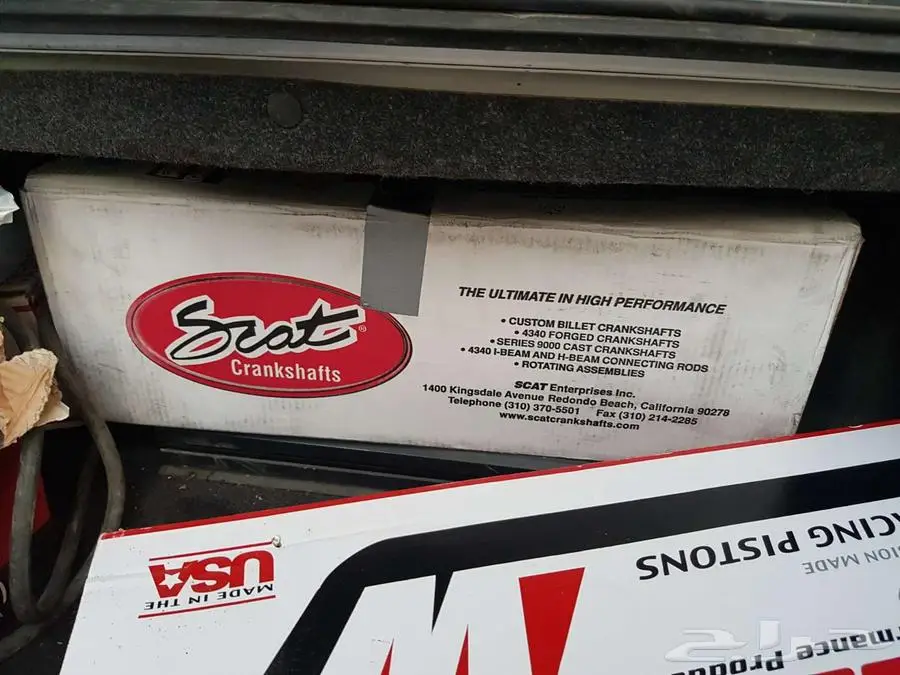 Scat®
Crankshafts
THE ULTIMATE IN HIGH PERFORMANCE
• CUSTOM BILLET CRANKSHAFTS
• 4340 FORGED CRANKSHAFTS
• SERIES 9000 CAST CRANKSHAFTS
• 4340 I-BEAM AND H-BEAM CONNECTING RODS
• ROTATING ASSEMBLIES
SCAT Enterprises Inc.
1400 Kingsdale Avenue Redondo Beach, California 90278
Telephone (310) 370-5501 Fax (310) 214-2285
www.scatcrankshafts.com
MADE IN THE
USA
PISTONS
MADE
حراج